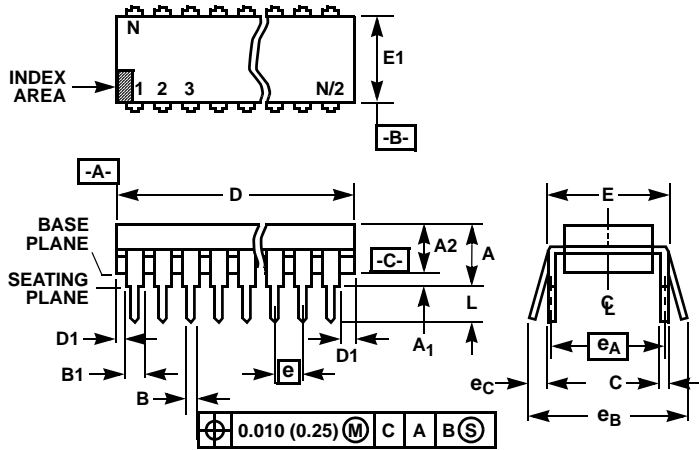 N
E1
INDEX
AREA
1 2 3 N/2
-B-
-A-
D
E
BASE
PLANE
A2
A
-C-
SEATING
PLANE
L
C L
D1
A1
D1
eA
B1
e
eC
C
B
eB
0.010 (0.25) M C A B S